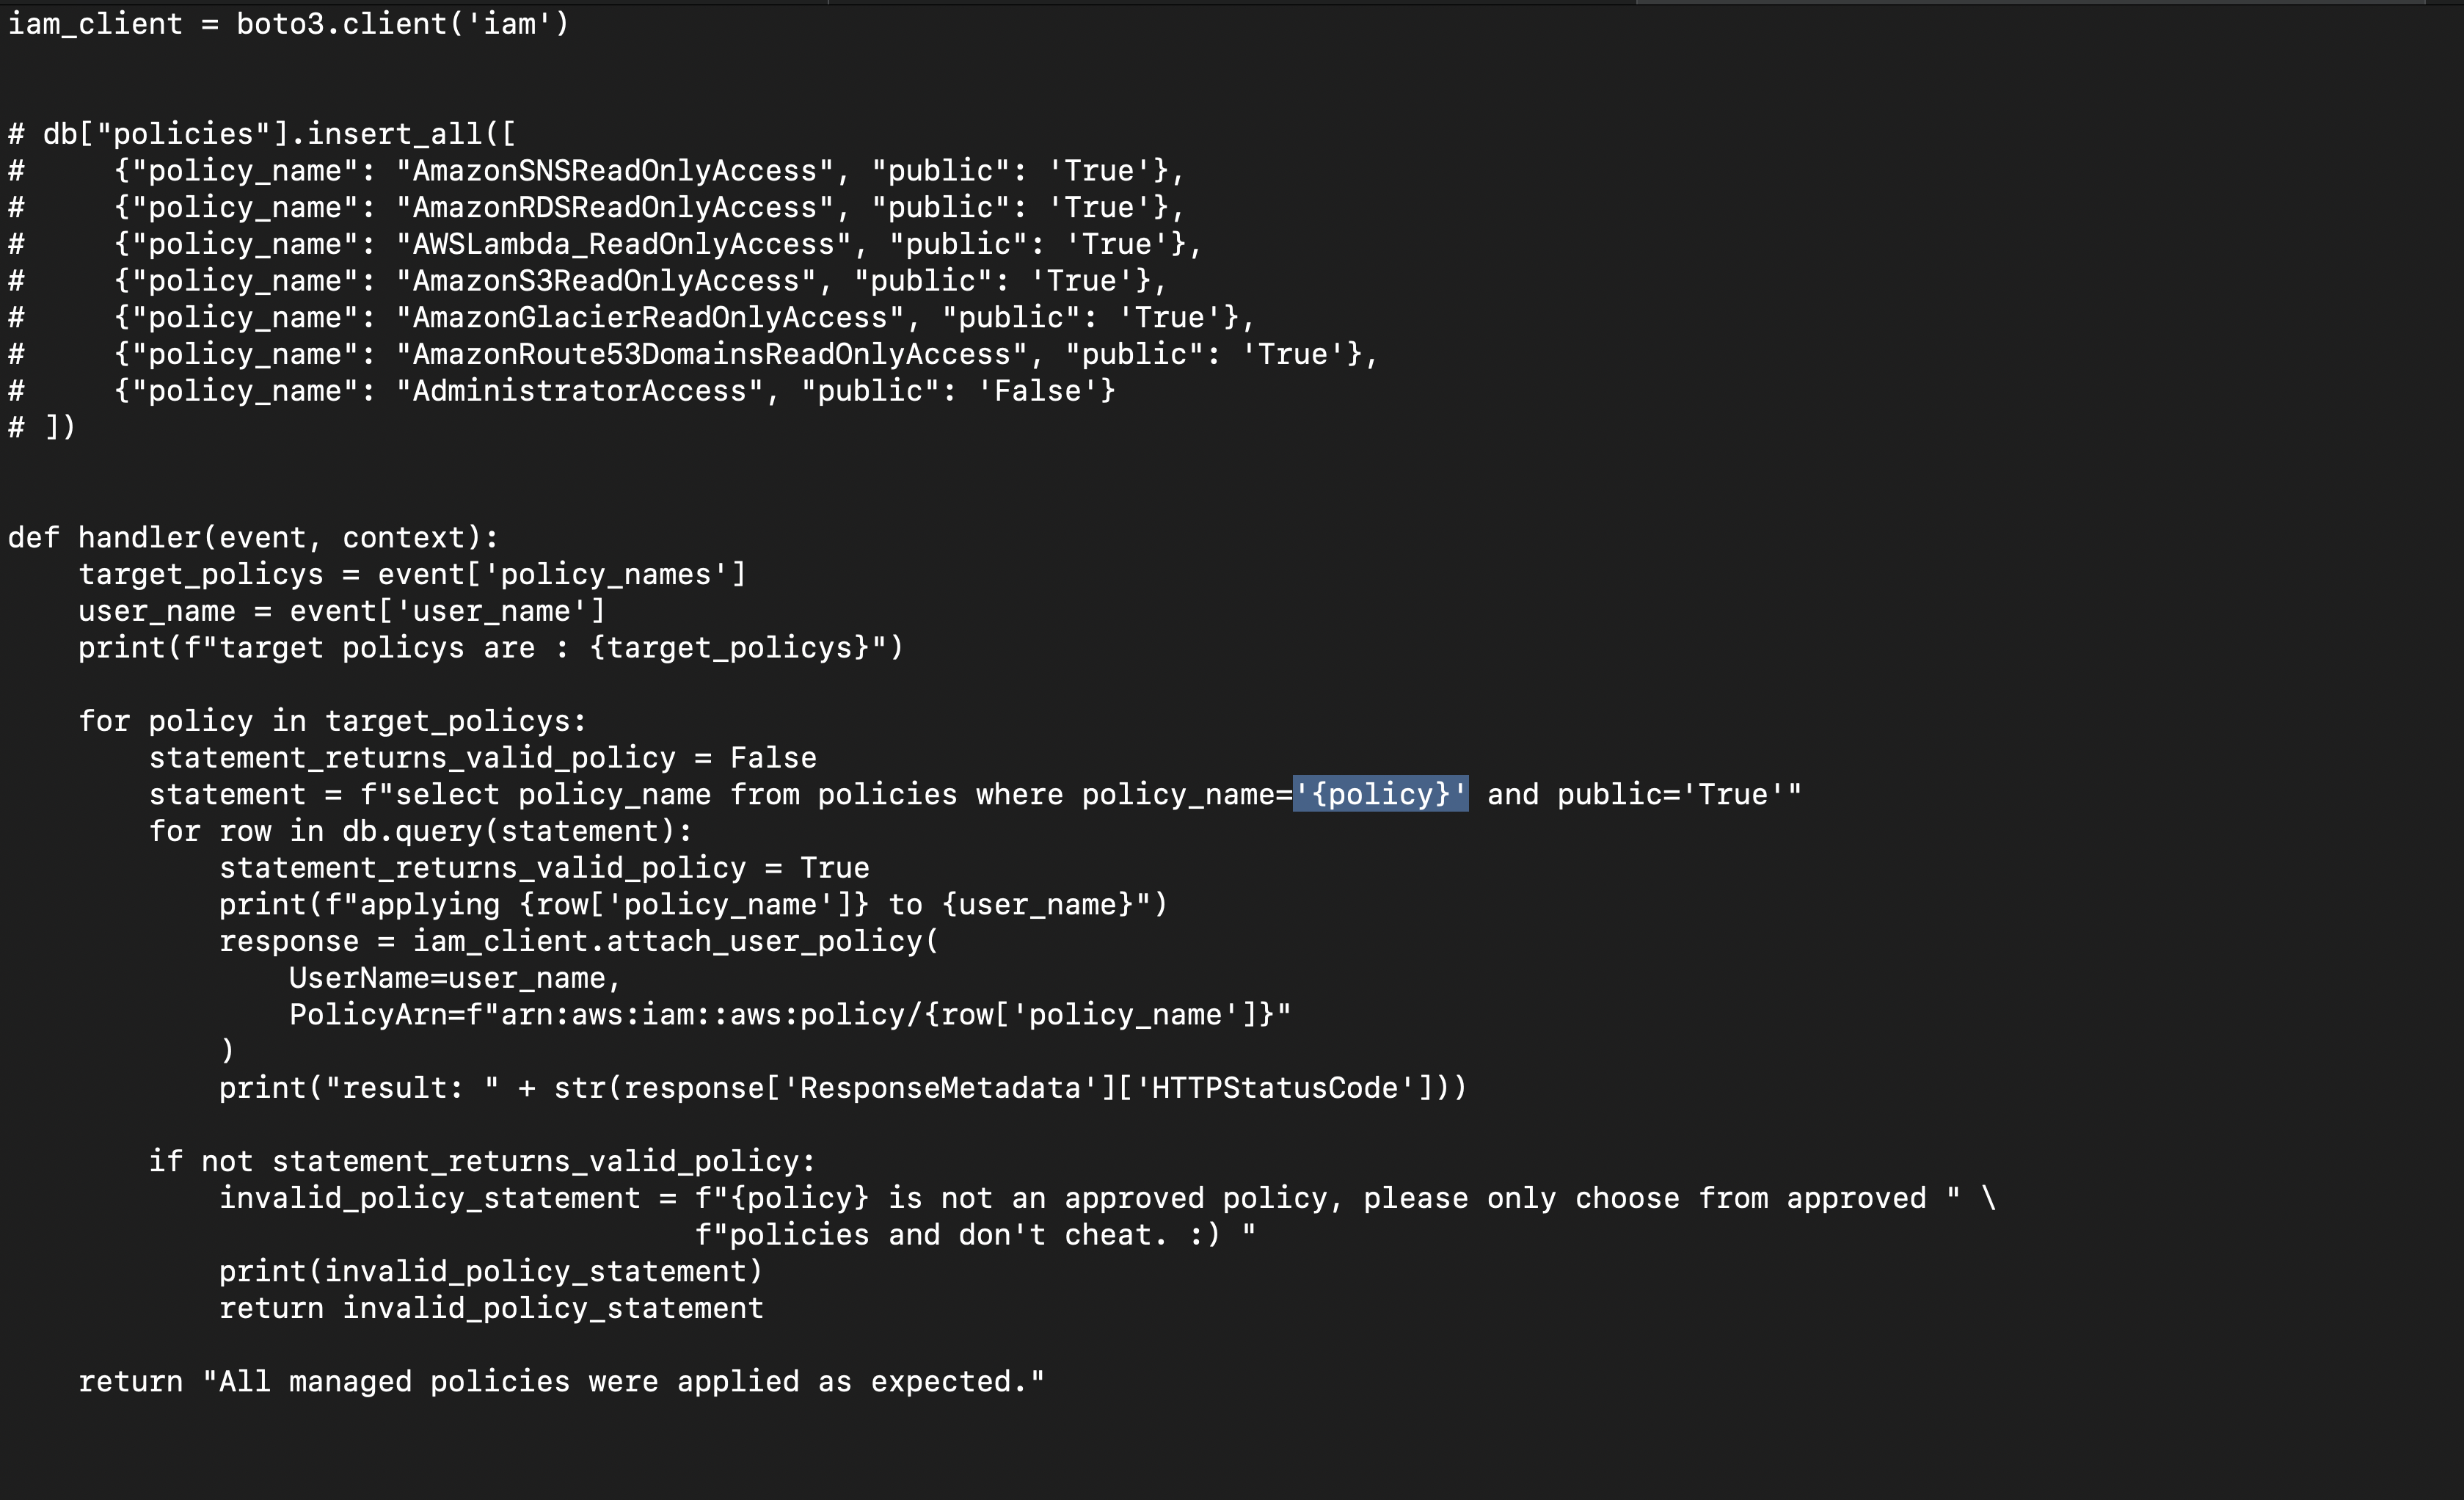 iam_client = boto3.client('iam')
# db["policies"].insert_all([
#     {"policy_name": "AmazonSNSReadOnlyAccess", "public": 'True'},
#     {"policy_name": "AmazonRDSReadOnlyAccess", "public": 'True'},
#     {"policy_name": "AWSLambda_ReadOnlyAccess", "public": 'True'},
#     {"policy_name": "AmazonS3ReadOnlyAccess", "public": 'True'},
#     {"policy_name": "AmazonGlacierReadOnlyAccess", "public": 'True'},
#     {"policy_name": "AmazonRoute53DomainsReadOnlyAccess", "public": 'True'},
#     {"policy_name": "AdministratorAccess", "public": 'False'}
# ])
def handler(event, context):
    target_policys = event['policy_names']
    user_name = event['user_name']
    print(f"target policys are : {target_policys}")
    for policy in target_policys:
        statement_returns_valid_policy = False
        statement = f"select policy_name from policies where policy_name='{policy}' and public='True'"
        for row in db.query(statement):
            statement_returns_valid_policy = True
            print(f"applying {row['policy_name']} to {user_name}")
            response = iam_client.attach_user_policy(
                UserName=user_name,
                PolicyArn=f"arn:aws:iam::aws:policy/{row['policy_name']}"
            )
            print("result: " + str(response['ResponseMetadata']['HTTPStatusCode']))
        if not statement_returns_valid_policy:
            invalid_policy_statement = f"{policy} is not an approved policy, please only choose from approved " \
                                       f"policies and don't cheat. :) "
            print(invalid_policy_statement)
            return invalid_policy_statement
    return "All managed policies were applied as expected."